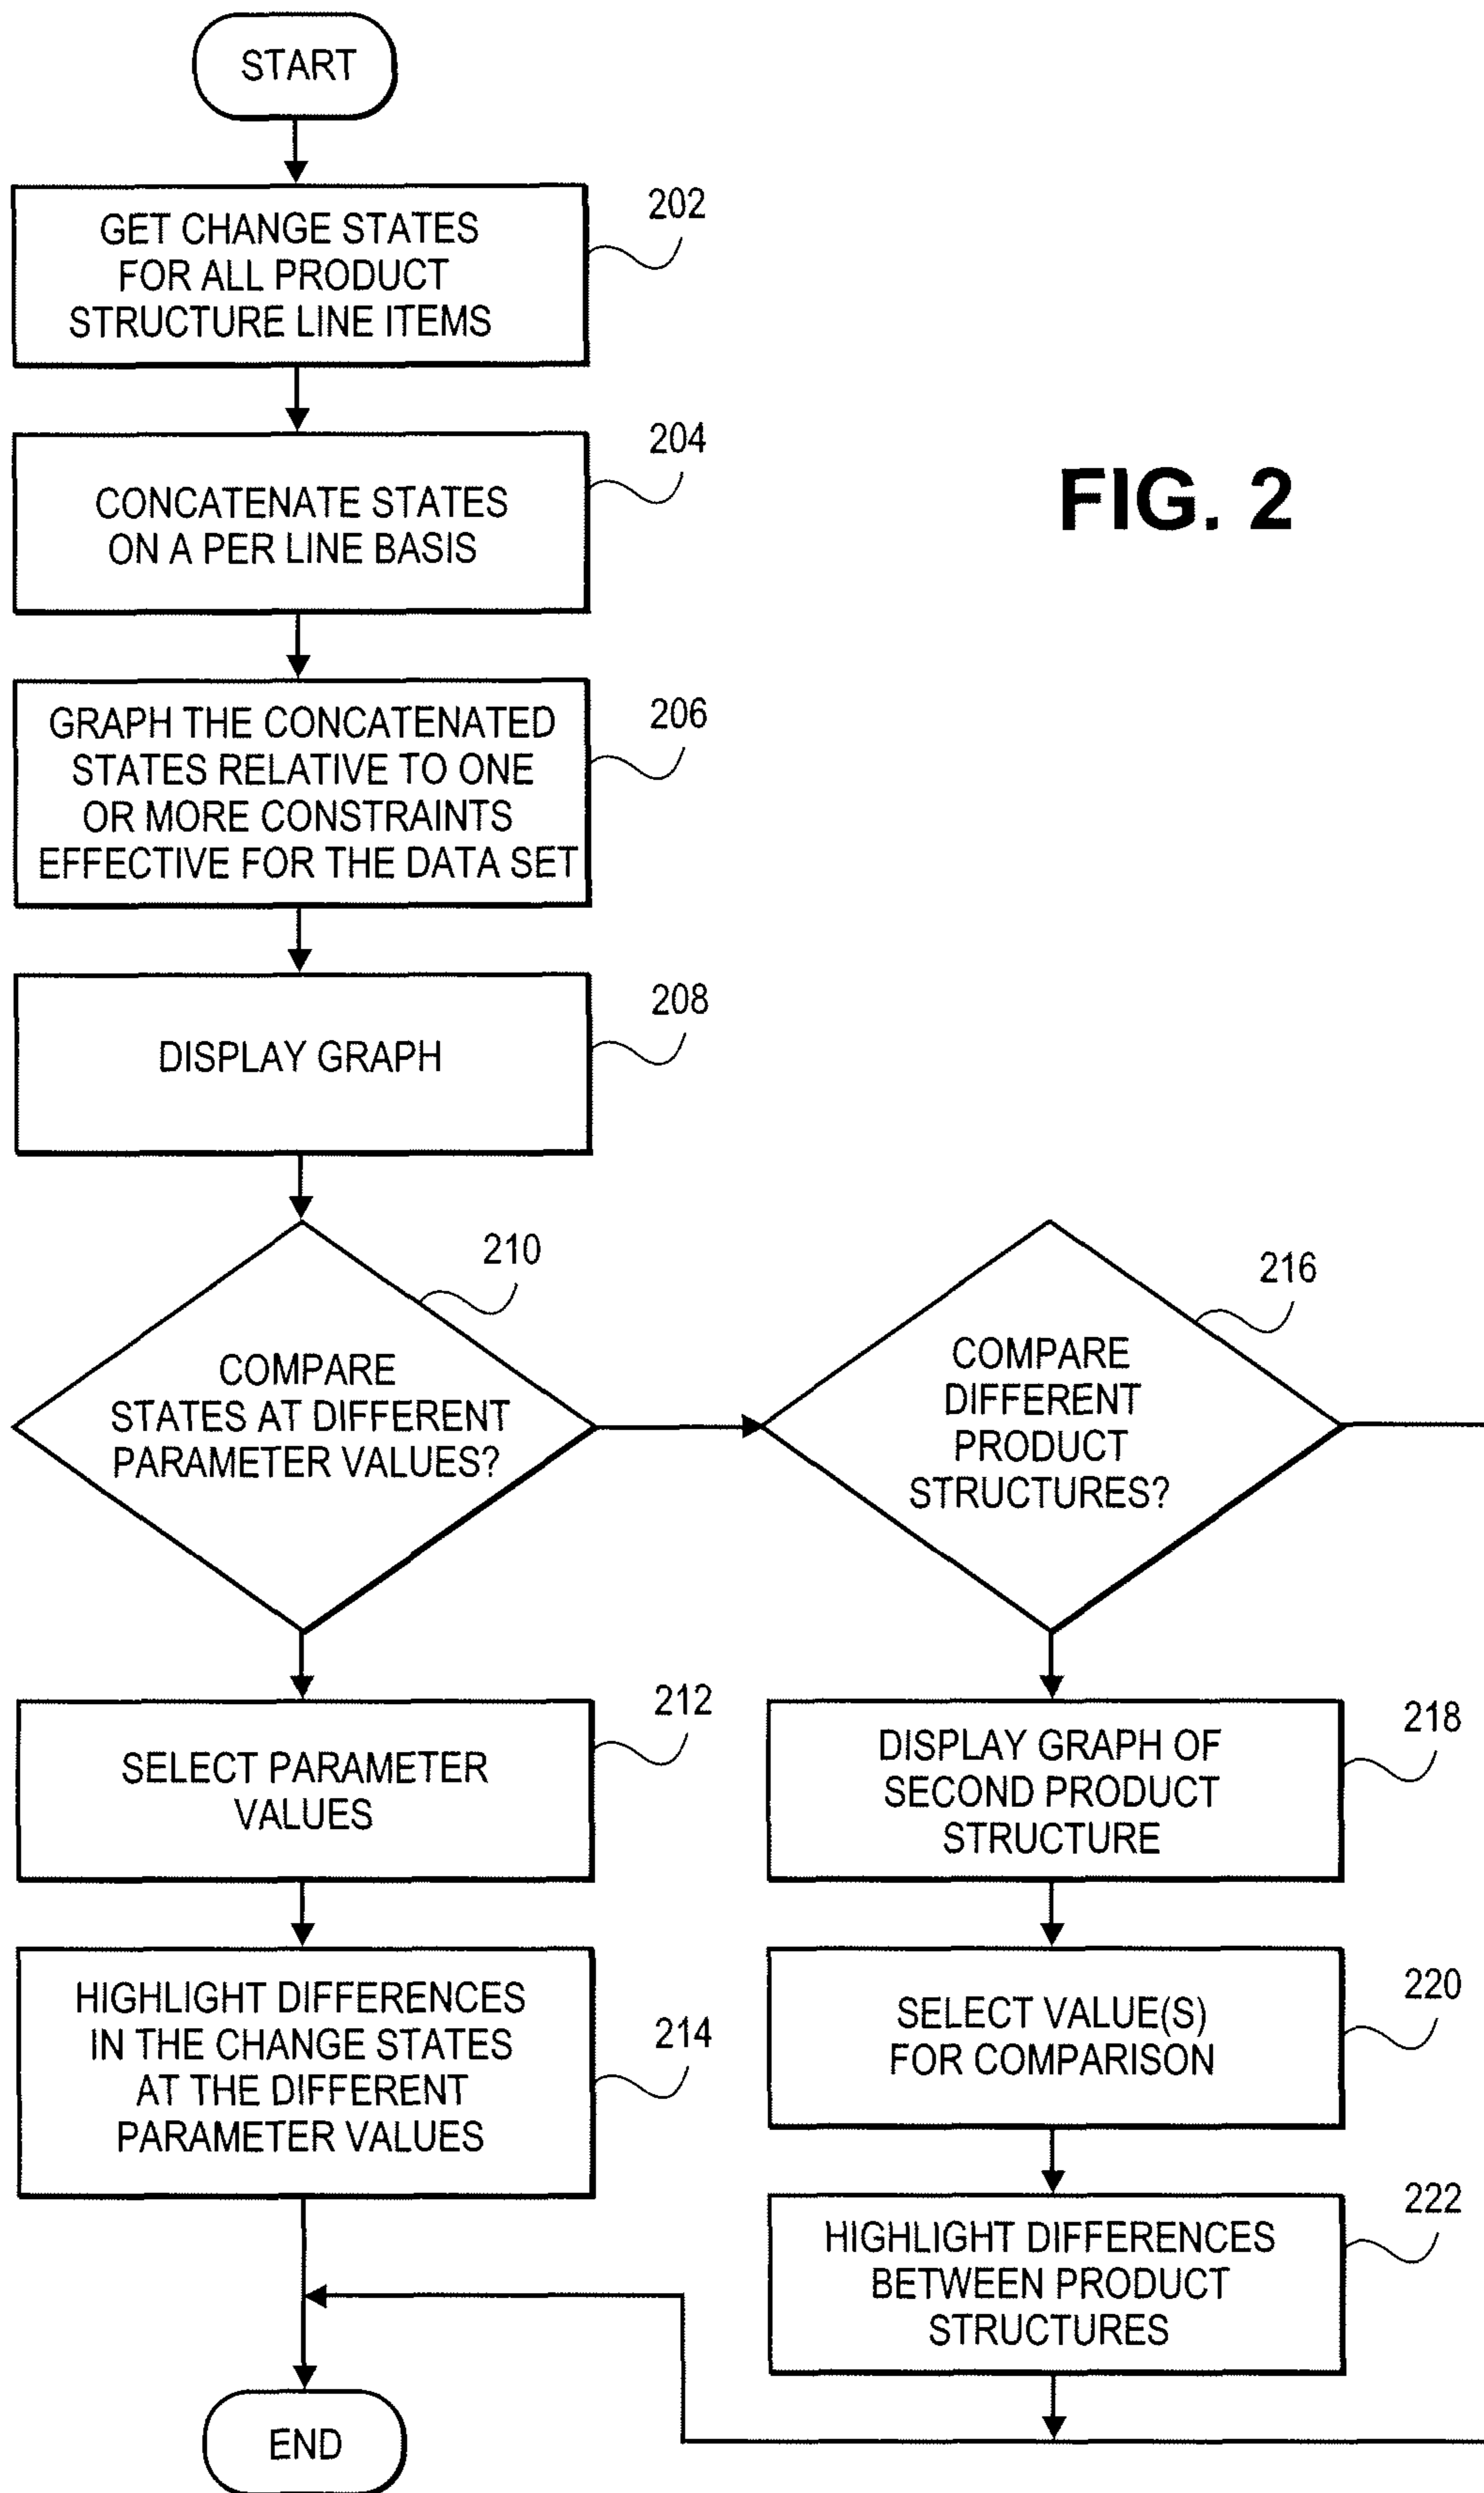 START
GET CHANGE STATES
FOR ALL PRODUCT
STRUCTURE LINE ITEMS
202
CONCATENATE STATES
ON A PER LINE BASIS
204
FIG. 2
GRAPH THE CONCATENATED
STATES RELATIVE TO ONE
OR MORE CONSTRAINTS
EFFECTIVE FOR THE DATA SET
206
DISPLAY GRAPH
208
COMPARE
STATES AT DIFFERENT
PARAMETER VALUES?
210
COMPARE
DIFFERENT
PRODUCT
STRUCTURES?
216
SELECT PARAMETER
VALUES
212
DISPLAY GRAPH OF
SECOND PRODUCT
STRUCTURE
218
HIGHLIGHT DIFFERENCES
IN THE CHANGE STATES
AT THE DIFFERENT
PARAMETER VALUES
214
SELECT VALUE(S)
FOR COMPARISON
220
HIGHLIGHT DIFFERENCES
BETWEEN PRODUCT
STRUCTURES
222
END